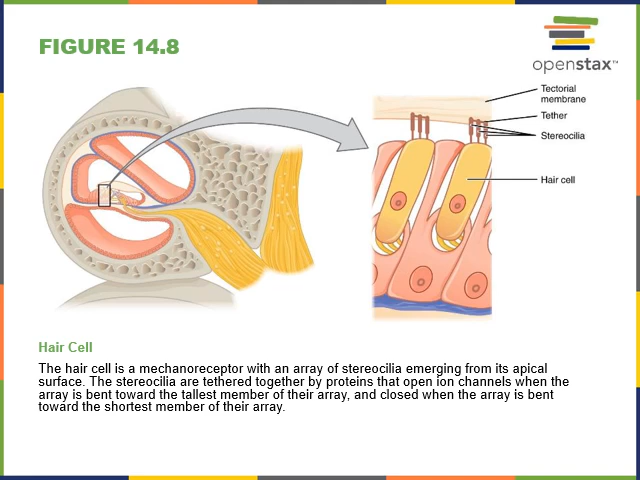 FIGURE 14.8
openstax™
Tectorial
membrane
Tether
Stereocilia
Hair cell
Hair Cell
The hair cell is a mechanoreceptor with an array of stereocilia emerging from its apical
surface. The stereocilia are tethered together by proteins that open ion channels when the
array is bent toward the tallest member of their array, and closed when the array is bent
toward the shortest member of their array.